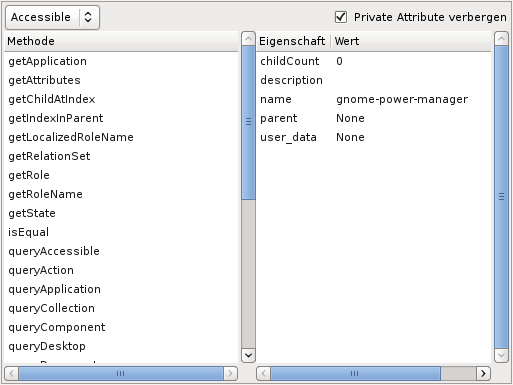 Accessible
Private Attribute verbergen
Methode
getApplication
getAttributes
getChildAtIndex
getIndexInParent
getLocalizedRoleName
getRelationSet
getRole
getRoleName
getState
isEqual
queryAccessible
queryAction
queryApplication
queryCollection
queryComponent
queryDesktop
Eigenschaft Wert
childCount 0
description
name gnome-power-manager
parent None
user_data None